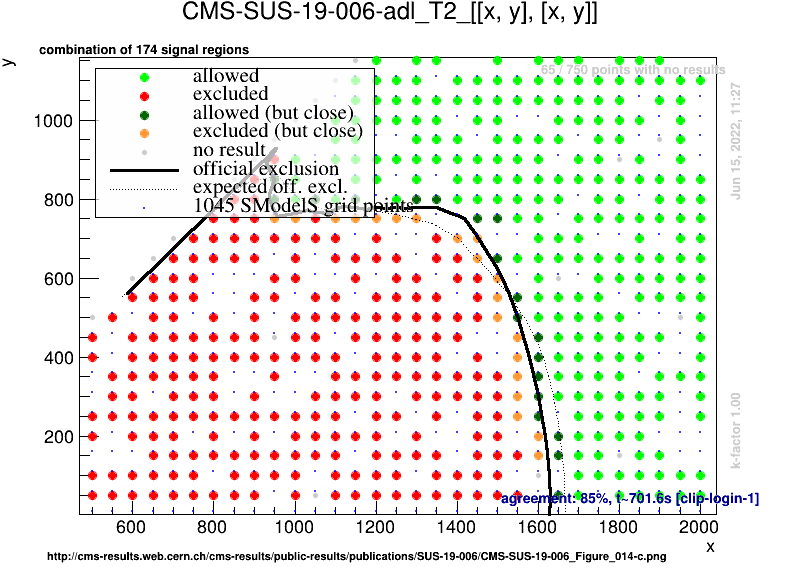 CMS-SUS-19-006-adl_T2_[[x, y], [x, y]]
combination of 174 signal regions
y
65 / 750 points with no results
allowed
excluded
allowed (but close)
excluded (but close)
no result
official exclusion
expected off. excl.
1045 SModelS grid points
1000
800
600
400
200
600
800
1000
1200
1400
1600
1800
2000
x
agreement: 85%, t~701.6s [clip-login-1]
Jun 15, 2022, 11:27
k-factor 1.00
http://cms-results.web.cern.ch/cms-results/public-results/publications/SUS-19-006/CMS-SUS-19-006_Figure_014-c.png